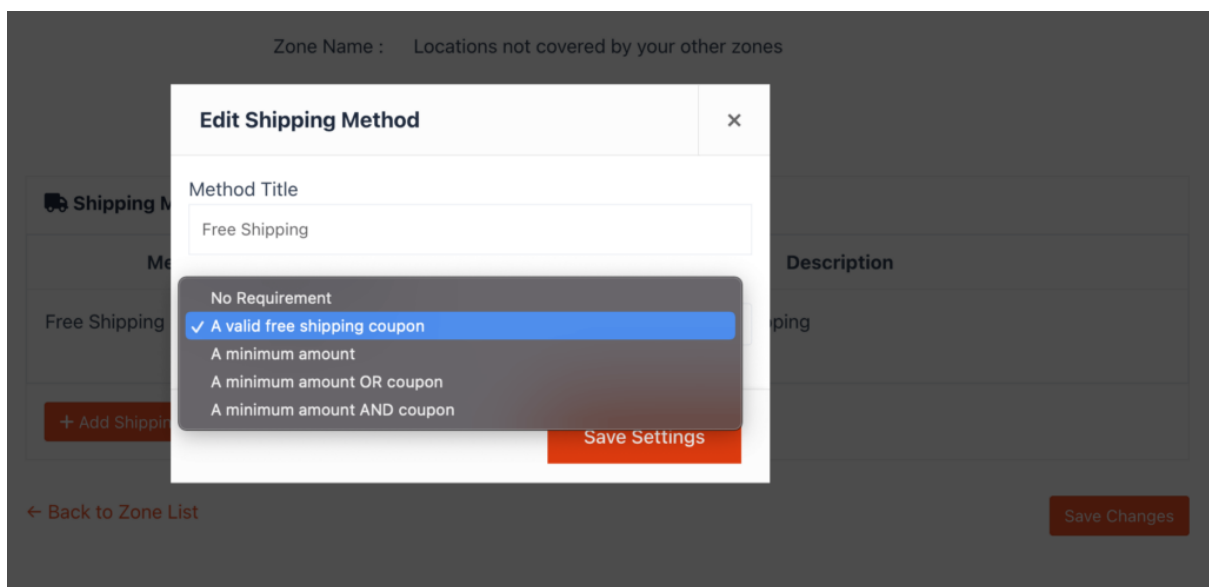 Zone Name : Locations not covered by your other zones
Edit Shipping Method
×
Method Title
Shipping
Free Shipping
Description
No Requirement
Free Shipping
✓ A valid free shipping coupon
A minimum amount
A minimum amount OR coupon
A minimum amount AND coupon
+ Add
Save Settings
← Back to Zone List
Save Changes